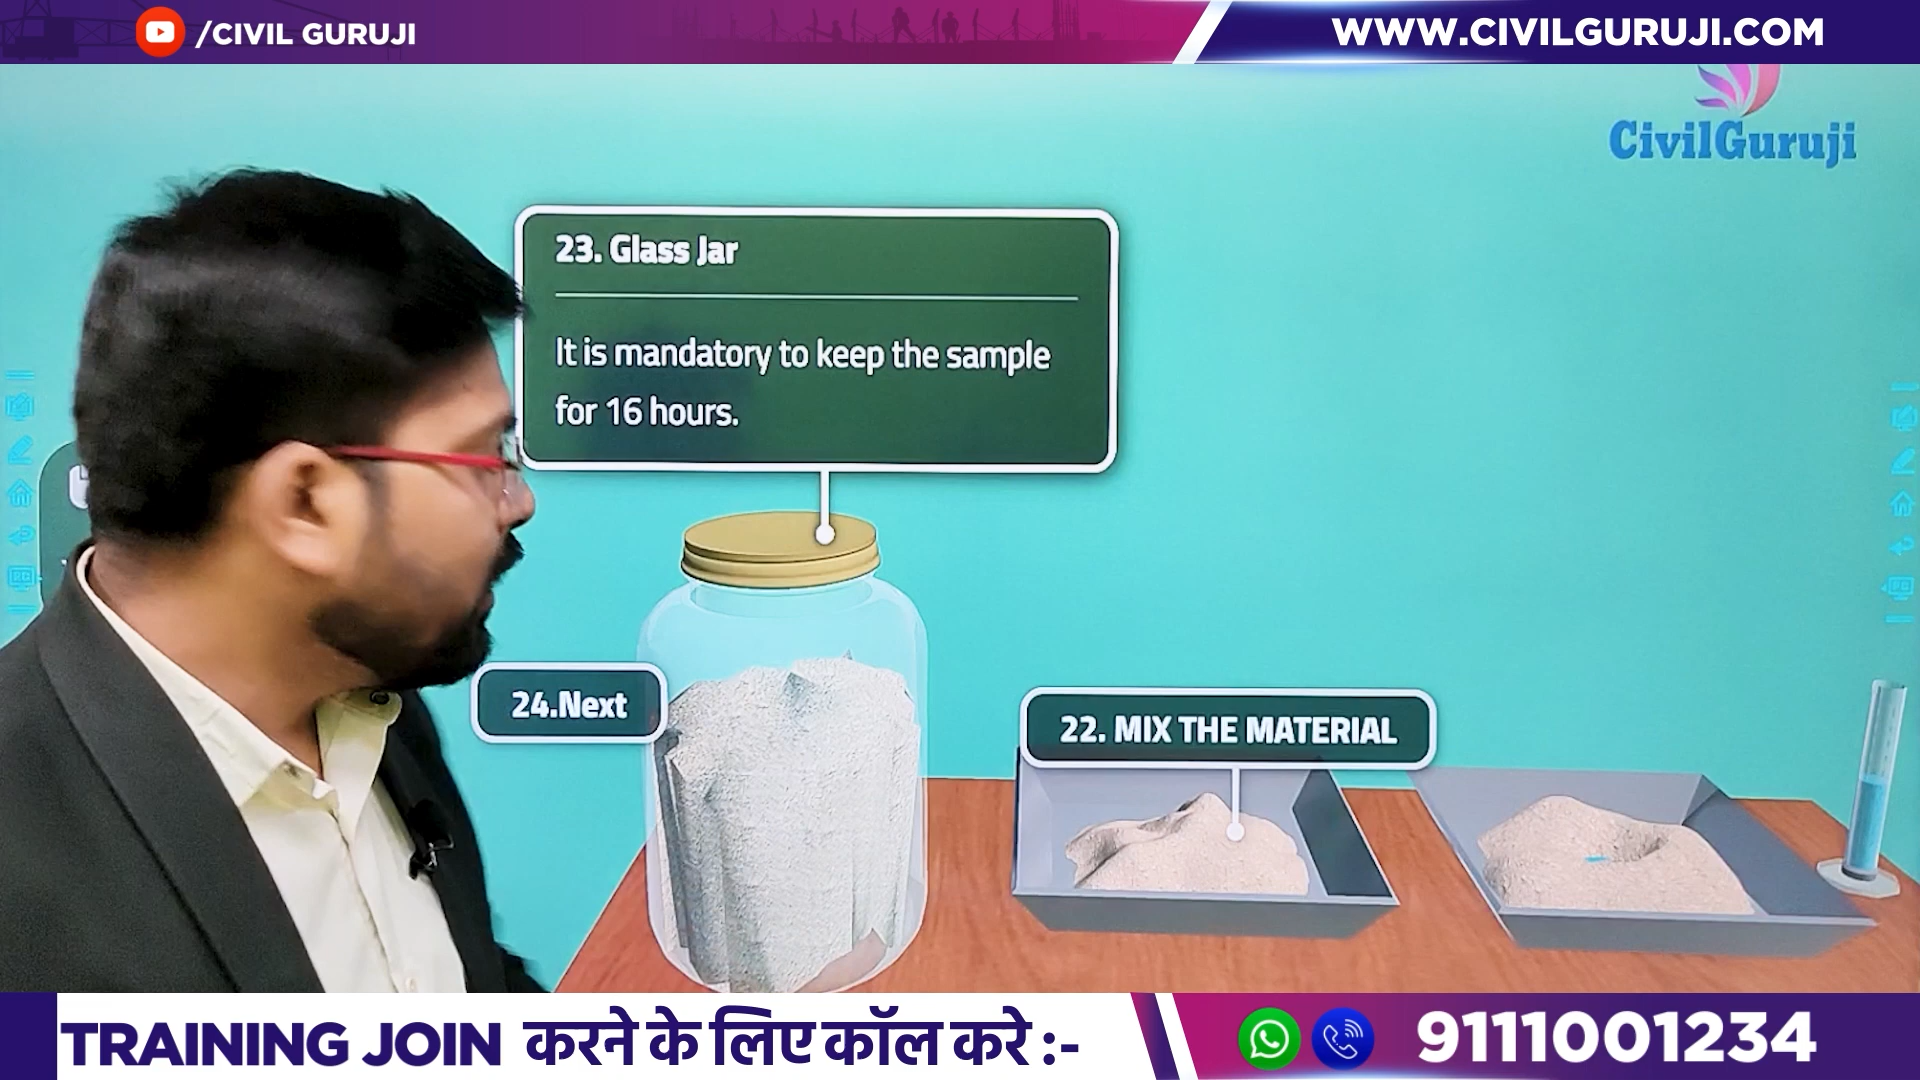 /CIVIL GURUJI
WWW.CIVILGURUJI.COM
CivilGuruji
23. Glass Jar
It is mandatory to keep the sample
for 16 hours.
24.Next
22. MIX THE MATERIAL
TRAINING JOIN करने के लिए कॉल करे :-
9111001234